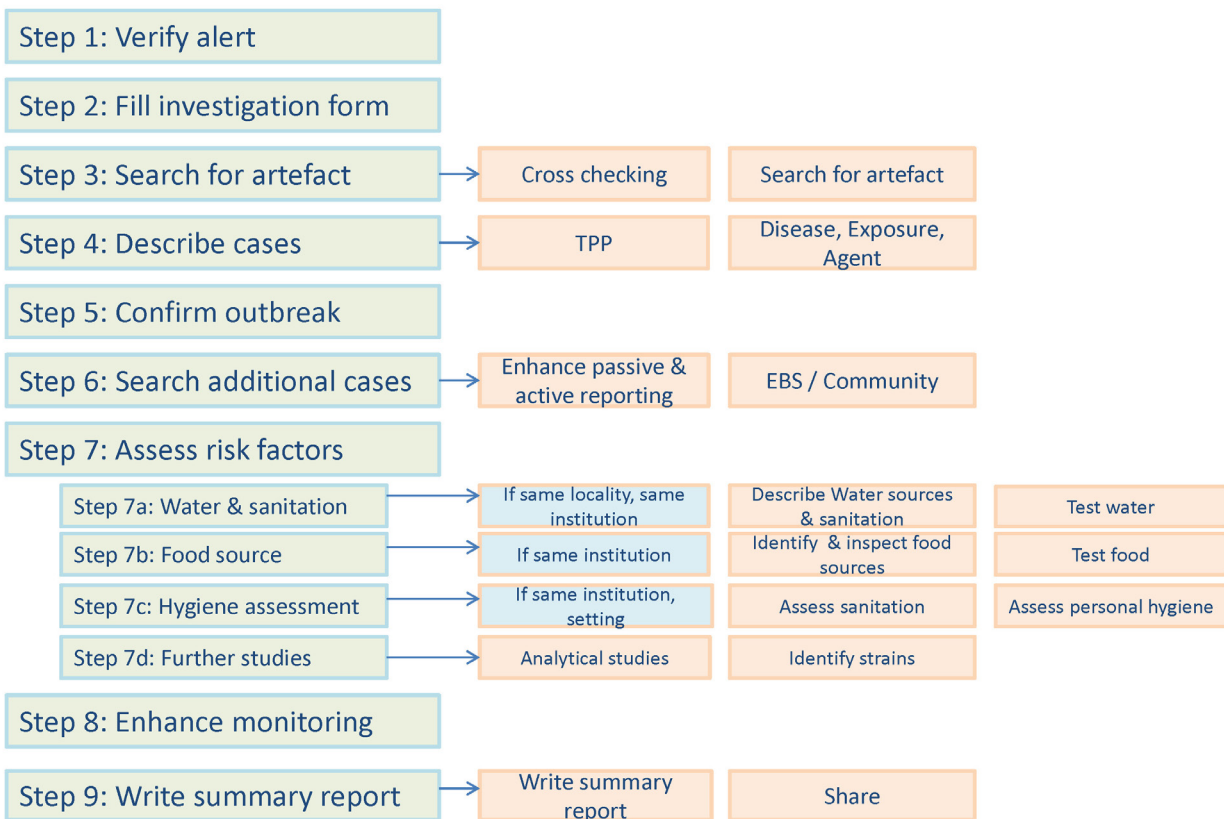 Step 1: Verify alert
Step 2: Fill investigation form
Step 3: Search for artefact
Cross checking
Search for artefact
Step 4: Describe cases
TPP
Disease, Exposure,
Agent
Step 5: Confirm outbreak
Step 6: Search additional cases
Enhance passive &
active reporting
EBS / Community
Step 7: Assess risk factors
Step 7a: Water & sanitation
If same locality, same
institution
Describe Water sources
& sanitation
Test water
Step 7b: Food source
If same institution
Identify & inspect food
sources
Test food
Step 7c: Hygiene assessment
If same institution,
setting
Assess sanitation
Assess personal hygiene
Step 7d: Further studies
Analytical studies
Identify strains
Step 8: Enhance monitoring
Step 9: Write summary report
Write summary
report
Share